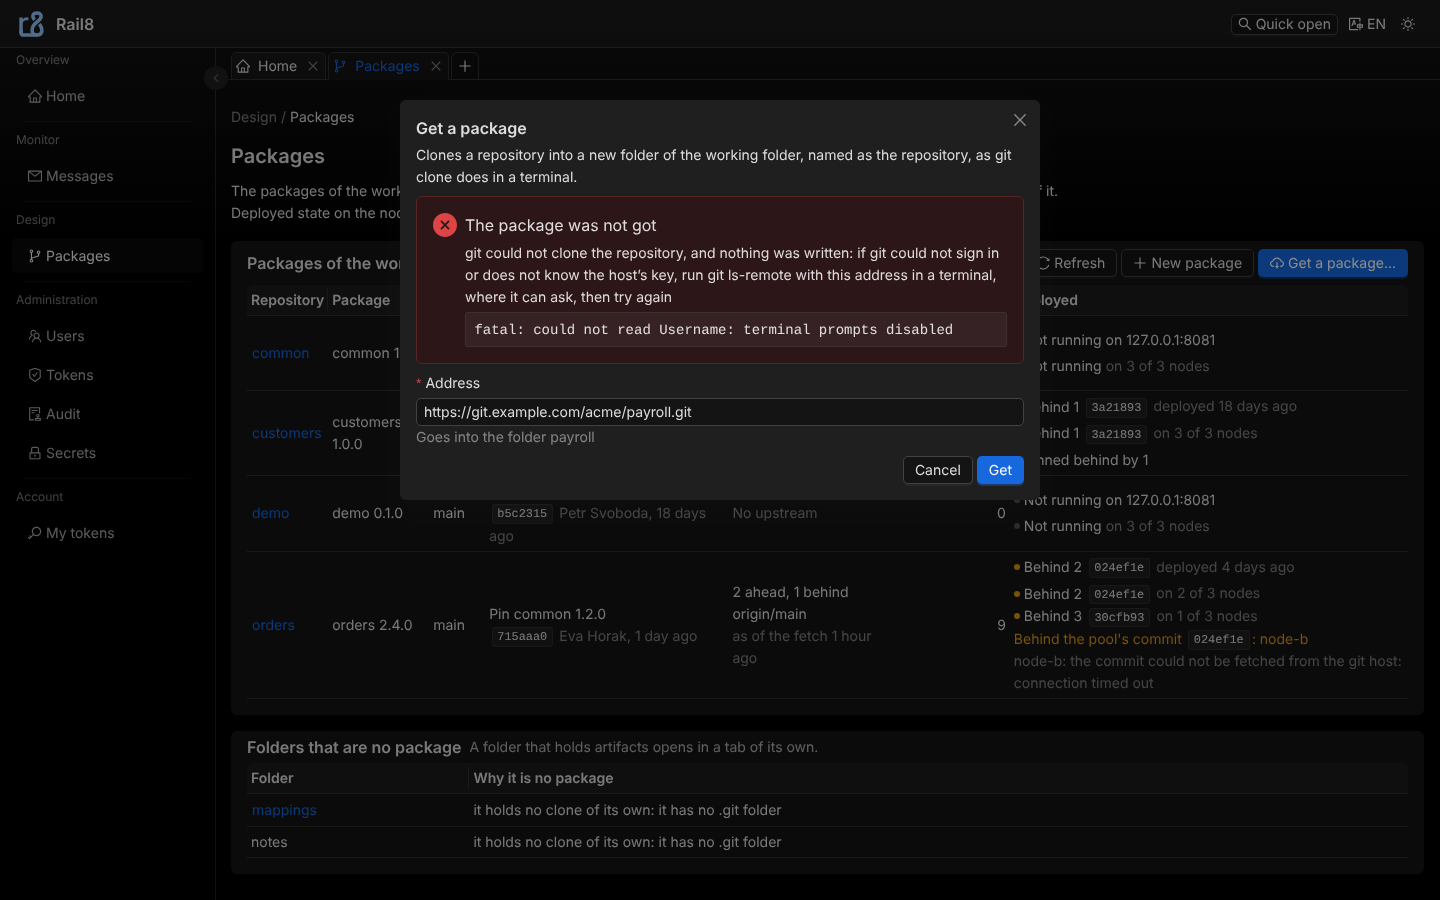 Rail8
Quick open
EN
Overview
Home
Monitor
Messages
Design
Packages
Administration
Users
Tokens
Audit
Secrets
Account
My tokens
Home
Packages
Design / Packages
Packages
The packages of the work
f it.
Deployed state on the nod
Packages of the wor
Refresh
New package
Get a package...
Repository
Package
loyed
common
common 1
t running on 127.0.0.1:8081
t running on 3 of 3 nodes
customers
customers
1.0.0
hind 1 3a21893 deployed 18 days ago
hind 1 3a21893 on 3 of 3 nodes
nned behind by 1
demo
demo 0.1.0
main
b5c2315 Petr Svoboda, 18 days
ago
No upstream
0
Not running on 127.0.0.1:8081
Not running on 3 of 3 nodes
orders
orders 2.4.0
main
Pin common 1.2.0
715aaa0 Eva Horak, 1 day ago
2 ahead, 1 behind
origin/main
as of the fetch 1 hour
ago
9
Behind 2 024ef1e deployed 4 days ago
Behind 2 024ef1e on 2 of 3 nodes
Behind 3 30cfb93 on 1 of 3 nodes
Behind the pool's commit 024ef1e : node-b
node-b: the commit could not be fetched from the git host:
connection timed out
Folders that are no package
A folder that holds artifacts opens in a tab of its own.
Folder
Why it is no package
mappings
it holds no clone of its own: it has no .git folder
notes
it holds no clone of its own: it has no .git folder
Get a package
Clones a repository into a new folder of the working folder, named as the repository, as git
clone does in a terminal.
The package was not got
git could not clone the repository, and nothing was written: if git could not sign in
or does not know the host's key, run git ls-remote with this address in a terminal,
where it can ask, then try again
fatal: could not read Username: terminal prompts disabled
* Address
https://git.example.com/acme/payroll.git
Goes into the folder payroll
Cancel
Get